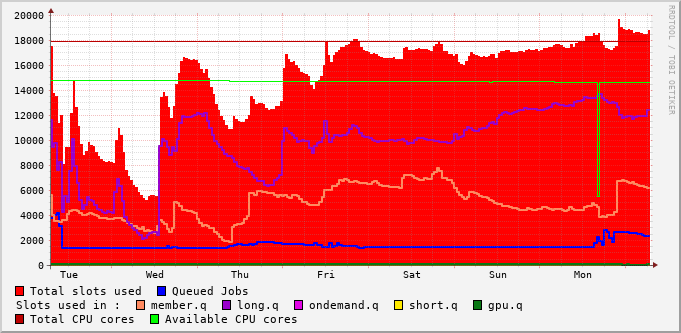 20000
18000
16000
14000
12000
10000
8000
6000
4000
2000
0
Tue Wed Thu Fri Sat Sun Mon
RRDTOOL / TOBI OETIKER
Total slots used Queued Jobs
Slots used in : member.q long.q ondemand.q short.q gpu.q
Total CPU cores Available CPU cores